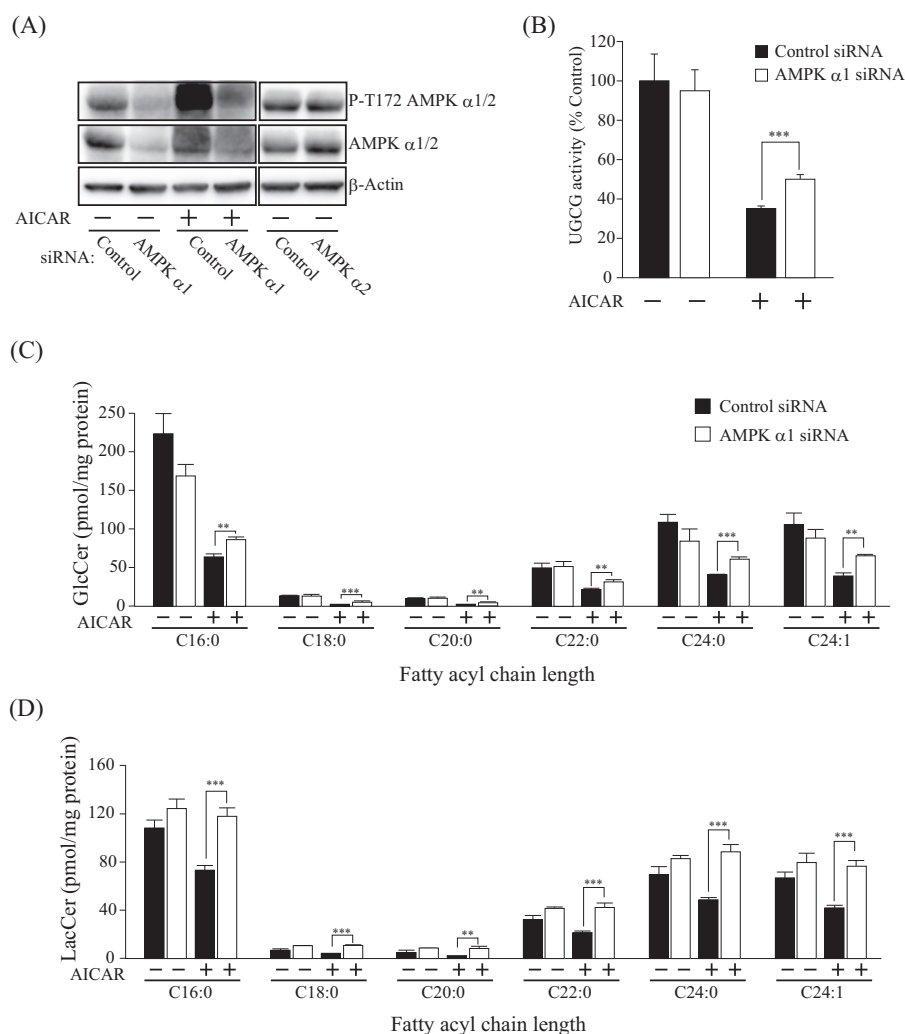 (A)
P-T172 AMPK α1/2
AMPK α1/2
β-Actin
AICAR − − + + − −
siRNA: Control AMPK α1 Control AMPK α1 Control AMPK α2
(B)
Control siRNA
AMPK α1 siRNA
UGCG activity (% Control)
120
100
80
60
40
20
0
***
AICAR − − + +
(C)
Control siRNA
AMPK α1 siRNA
GlcCer (pmol/mg protein)
250
200
150
100
50
0
** *** ** ** *** **
AICAR − − + + − − + + − − + + − − + + − − + + − − + +
C16:0 C18:0 C20:0 C22:0 C24:0 C24:1
Fatty acyl chain length
(D)
LacCer (pmol/mg protein)
160
120
80
40
0
*** *** ** *** *** ***
AICAR − − + + − − + + − − + + − − + + − − + + − − + +
C16:0 C18:0 C20:0 C22:0 C24:0 C24:1
Fatty acyl chain length